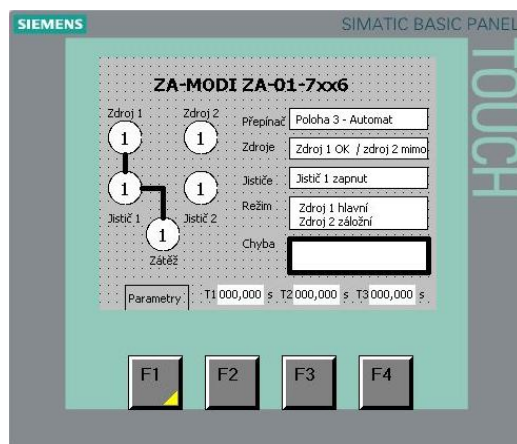 SIEMENS
SIMATIC BASIC PANEL
TOUCH
ZA-MODI ZA-01-7xx6
Zdroj 1
Zdroj 2
1
1
Přepínač
Poloha 3 - Automat
Zdroje
Zdroj 1 OK / zdroj 2 mimo
1
1
Jističe
Jistič 1 zapnut
Jistič 1
Jistič 2
Režim
Zdroj 1 hlavní
Zdroj 2 záložní
1
Zátěž
Chyba
Parametry
T1 000,000 s
T2 000,000 s
T3 000,000 s
F1
F2
F3
F4